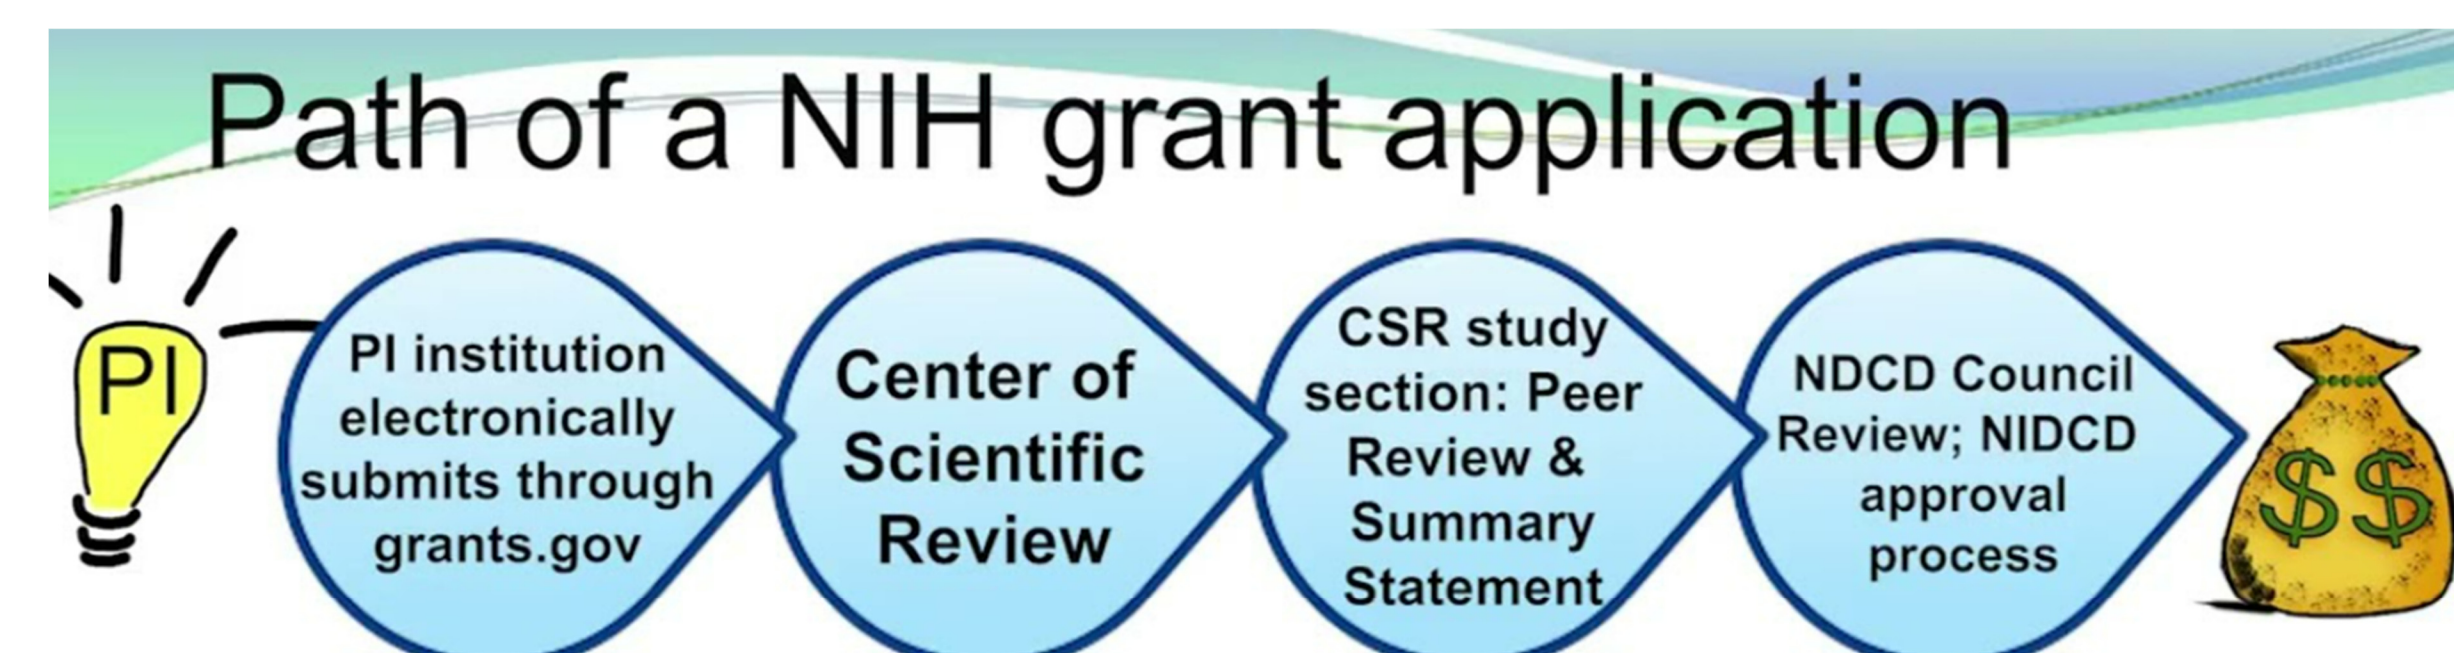 Path of a NIH grant application
PI
PI institution
electronically
submits through
grants.gov
Center of
Scientific
Review
CSR study
section: Peer
Review &
Summary
Statement
NDCD Council
Review; NIDCD
approval
process
$$